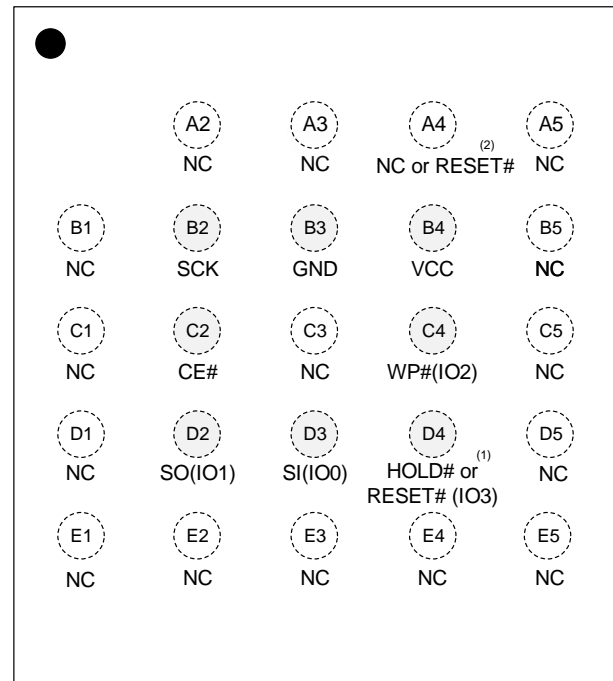 A2 A3 A4 A5
(2)
NC NC NC or RESET# NC
B1 B2 B3 B4 B5
NC SCK GND VCC NC
C1 C2 C3 C4 C5
NC CE# NC WP#(IO2) NC
D1 D2 D3 D4 D5
(1)
NC SO(IO1) SI(IO0) HOLD# or NC
RESET# (IO3)
E1 E2 E3 E4 E5
NC NC NC NC NC